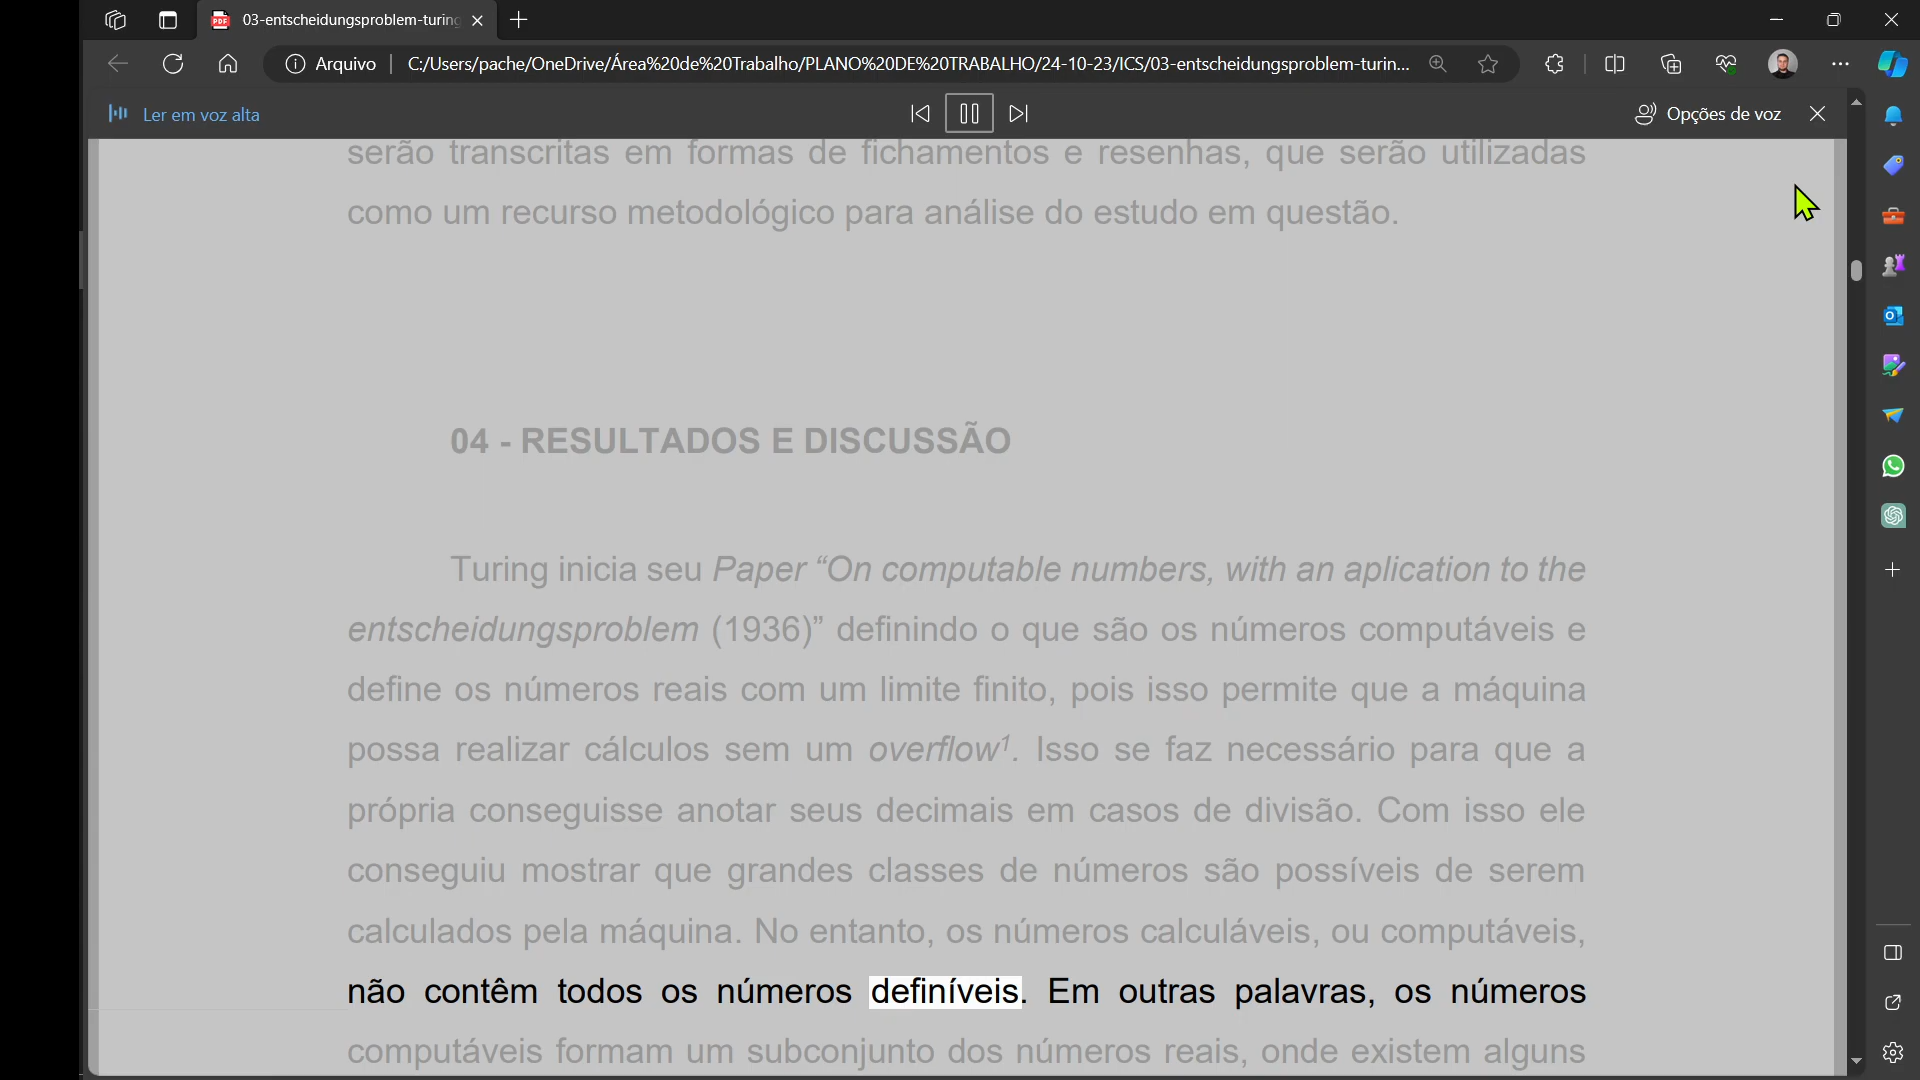 03-entscheidungsproblem-turing
Arquivo
C:/Users/pache/OneDrive/Área%20de%20Trabalho/PLANO%20DE%20TRABALHO/24-10-23/ICS/03-entscheidungsproblem-turin...
Ler em voz alta
Opções de voz
serão transcritas em formas de fichamentos e resenhas, que serão utilizadas
como um recurso metodológico para análise do estudo em questão.
04 - RESULTADOS E DISCUSSÃO
Turing inicia seu Paper “On computable numbers, with an aplication to the
entscheidungsproblem (1936)” definindo o que são os números computáveis e
define os números reais com um limite finito, pois isso permite que a máquina
possa realizar cálculos sem um overflow¹. Isso se faz necessário para que a
própria conseguisse anotar seus decimais em casos de divisão. Com isso ele
conseguiu mostrar que grandes classes de números são possíveis de serem
calculados pela máquina. No entanto, os números calculáveis, ou computáveis,
não contêm todos os números definíveis. Em outras palavras, os números
computáveis formam um subconjunto dos números reais, onde existem alguns